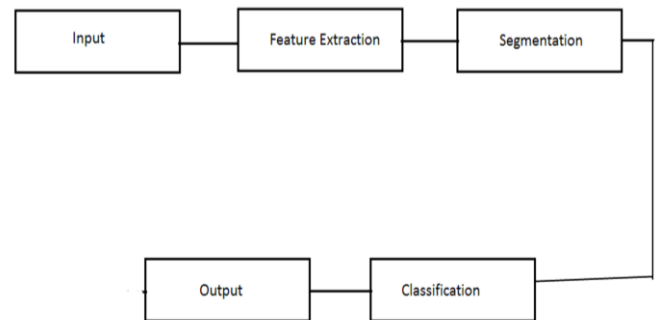 Input
Feature Extraction
Segmentation
Classification
Output